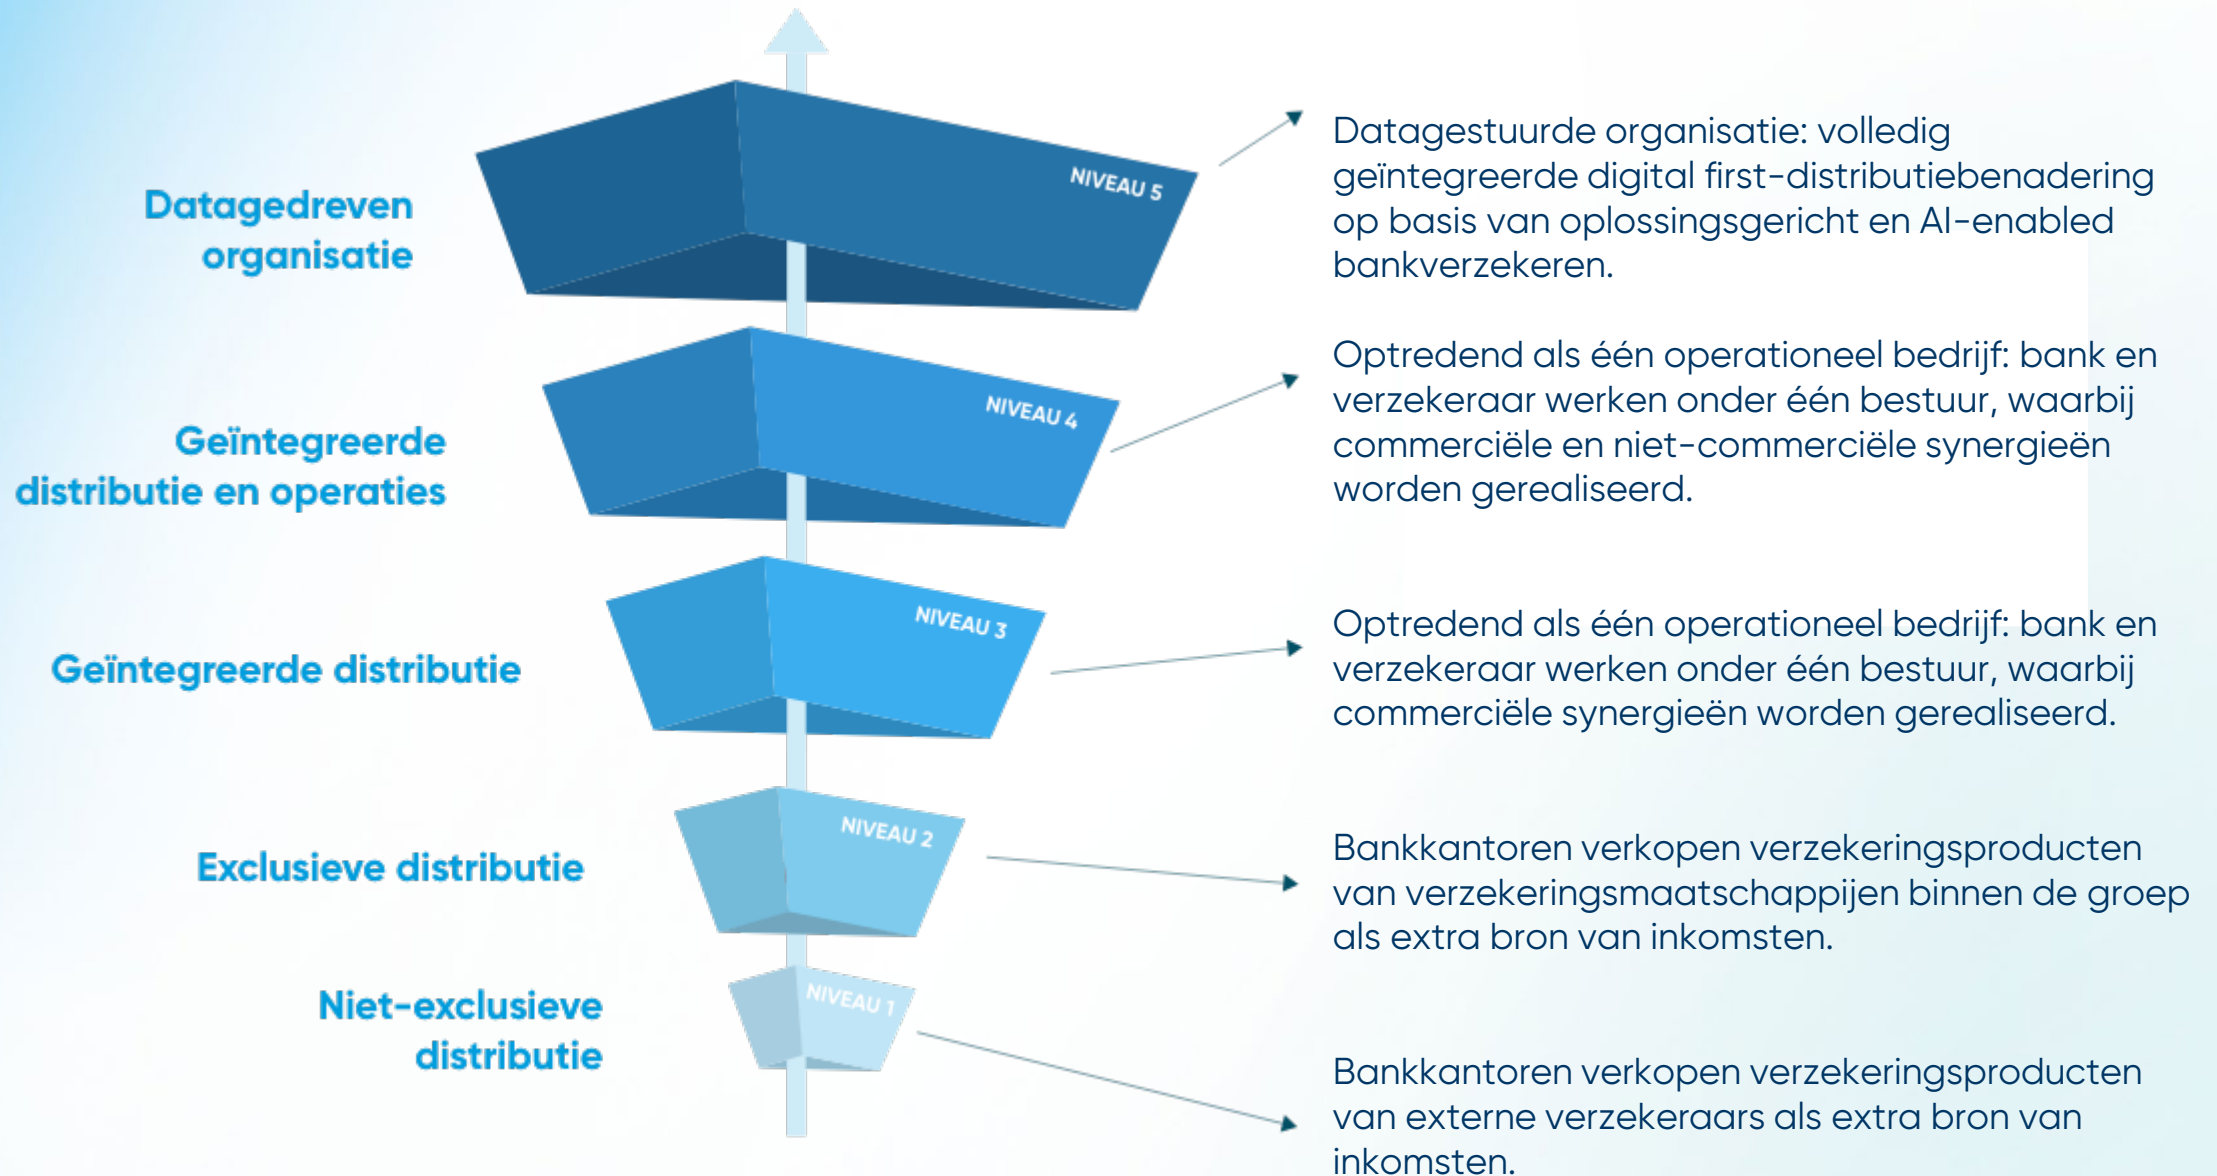 Datagedreven
organisatie
NIVEAU 5
Datagestuurde organisatie: volledig
geïntegreerde digital first-distributiebenadering
op basis van oplossingsgericht en AI-enabled
bankverzekeren.
Geïntegreerde
distributie en operaties
NIVEAU 4
Optredend als één operationeel bedrijf: bank en
verzekeraar werken onder één bestuur, waarbij
commerciële en niet-commerciële synergieën
worden gerealiseerd.
Geïntegreerde distributie
NIVEAU 3
Optredend als één operationeel bedrijf: bank en
verzekeraar werken onder één bestuur, waarbij
commerciële synergieën worden gerealiseerd.
Exclusieve distributie
NIVEAU 2
Bankkantoren verkopen verzekeringsproducten
van verzekeringsmaatschappijen binnen de groep
als extra bron van inkomsten.
Niet-exclusieve
distributie
NIVEAU 1
Bankkantoren verkopen verzekeringsproducten
van externe verzekeraars als extra bron van
inkomsten.